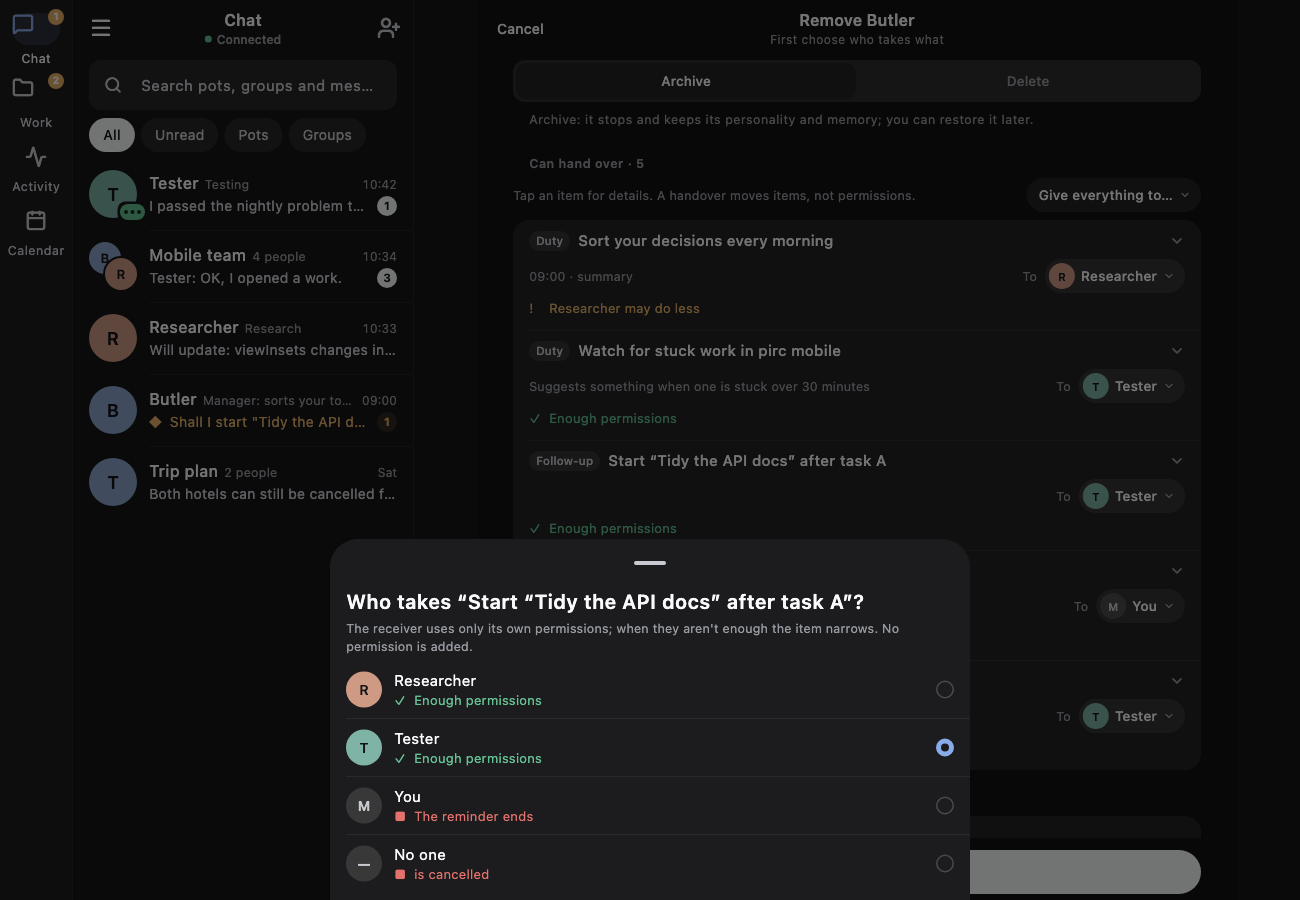 1
Chat
2
Work
Activity
Calendar
Chat
Connected
Search pots, groups and mes...
All
Unread
Pots
Groups
T
Tester Testing 10:42
I passed the nightly problem t... 1
B
R
Mobile team 4 people 10:34
Tester: OK, I opened a work. 3
R
Researcher Research 10:33
Will update: viewInsets changes in...
B
Butler Manager: sorts your to... 09:00
Shall I start "Tidy the API d... 1
T
Trip plan 2 people Sat
Both hotels can still be cancelled f...
Cancel
Remove Butler
First choose who takes what
Archive
Delete
Archive: it stops and keeps its personality and memory; you can restore it later.
Can hand over · 5
Tap an item for details. A handover moves items, not permissions.
Give everything to...
Duty Sort your decisions every morning
09:00 · summary
To R Researcher
! Researcher may do less
Duty Watch for stuck work in pirc mobile
Suggests something when one is stuck over 30 minutes
To T Tester
✓ Enough permissions
Follow-up Start “Tidy the API docs” after task A
To T Tester
✓ Enough permissions
To M You
To T Tester
Who takes “Start “Tidy the API docs” after task A”?
The receiver uses only its own permissions; when they aren't enough the item narrows. No
permission is added.
R
Researcher
✓ Enough permissions
T
Tester
✓ Enough permissions
M
You
The reminder ends
—
No one
is cancelled